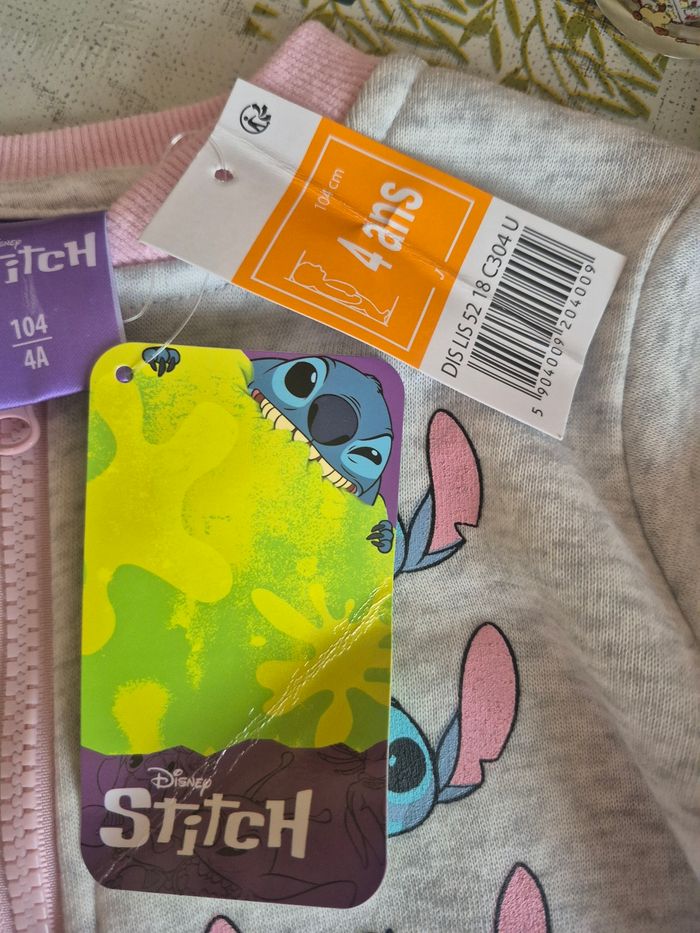 104 cm
4 ans
DIS LIS 52 18 C304 U
5 904009 204009
STITCH
104
4A
Disney
STITCH